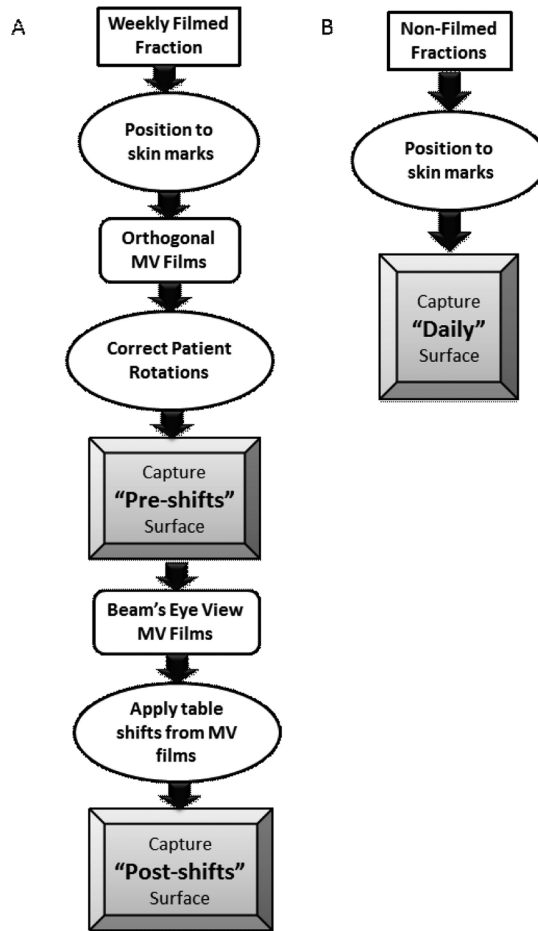 A
Weekly Filmed
Fraction
Position to
skin marks
Orthogonal
MV Films
Correct Patient
Rotations
Capture
“Pre-shifts”
Surface
Beam’s Eye View
MV Films
Apply table
shifts from MV
films
Capture
“Post-shifts”
Surface
B
Non-Filmed
Fractions
Position to
skin marks
Capture
“Daily”
Surface